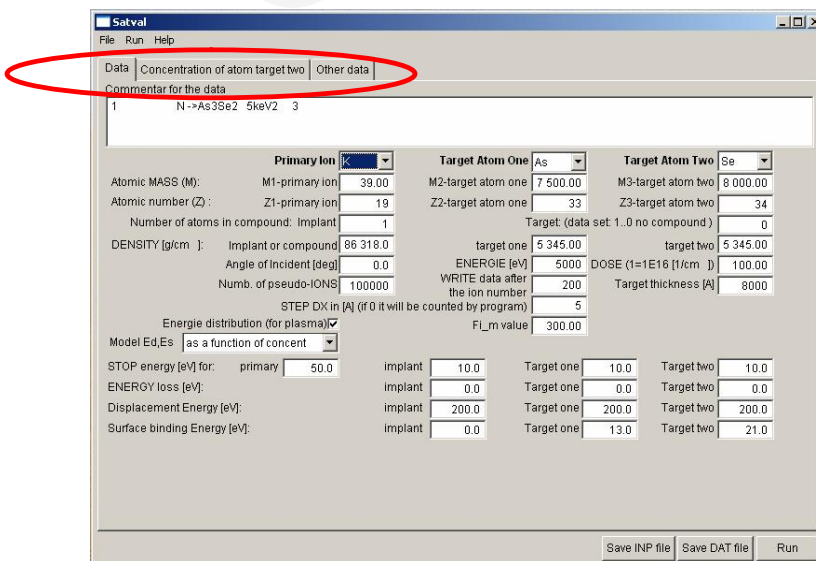 Satval
File Run Help
Data Concentration of atom target two Other data
Commentar for the data
1 N->As3Se2 5keV2 3
Primary Ion K Target Atom One As Target Atom Two Se
Atomic MASS (M): M1-primary ion 39.00 M2-target atom one 7 500.00 M3-target atom two 8 000.00
Atomic number (Z) : Z1-primary ion 19 Z2-target atom one 33 Z3-target atom two 34
Number of atoms in compound: Implant 1 Target: (data set: 1..0 no compound ) 0
DENSITY [g/cm ]: Implant or compound 86 318.0 target one 5 345.00 target two 5 345.00
Angle of Incident [deg] 0.0 ENERGIE [eV] 5000 DOSE (1=1E16 [1/cm ]) 100.00
Numb. of pseudo-IONS 100000 WRITE data after the ion number 200 Target thickness [A] 8000
STEP DX in [A] (if 0 it will be counted by program) 5
Energie distribution (for plasma) Fi_m value 300.00
Model Ed,Es as a function of concent
STOP energy [eV] for: primary 50.0 implant 10.0 Target one 10.0 Target two 10.0
ENERGY loss [eV]: implant 0.0 Target one 0.0 Target two 0.0
Displacement Energy [eV]: implant 200.0 Target one 200.0 Target two 200.0
Surface binding Energy [eV]: implant 0.0 Target one 13.0 Target two 21.0
Save INP file Save DAT file Run